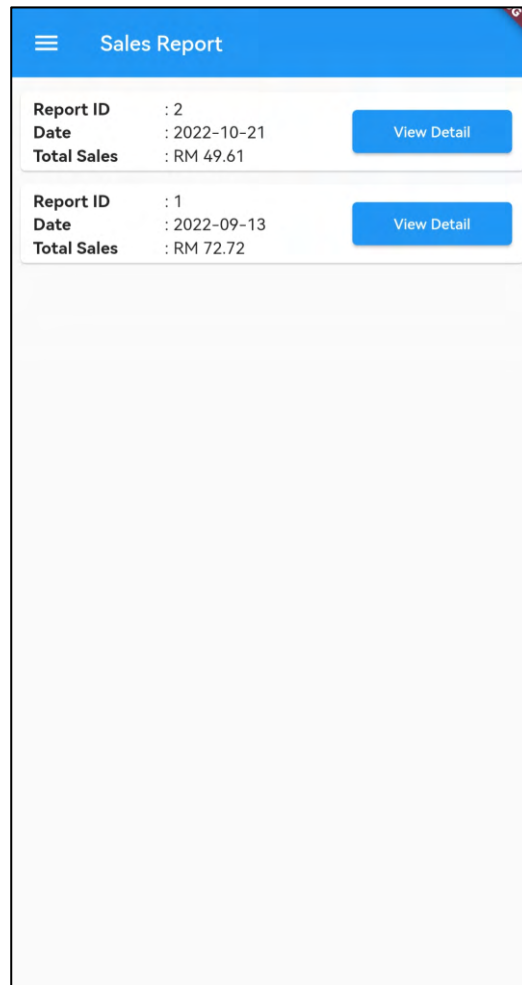 Sales Report
Report ID : 2
Date : 2022-10-21
Total Sales : RM 49.61
View Detail
Report ID : 1
Date : 2022-09-13
Total Sales : RM 72.72
View Detail